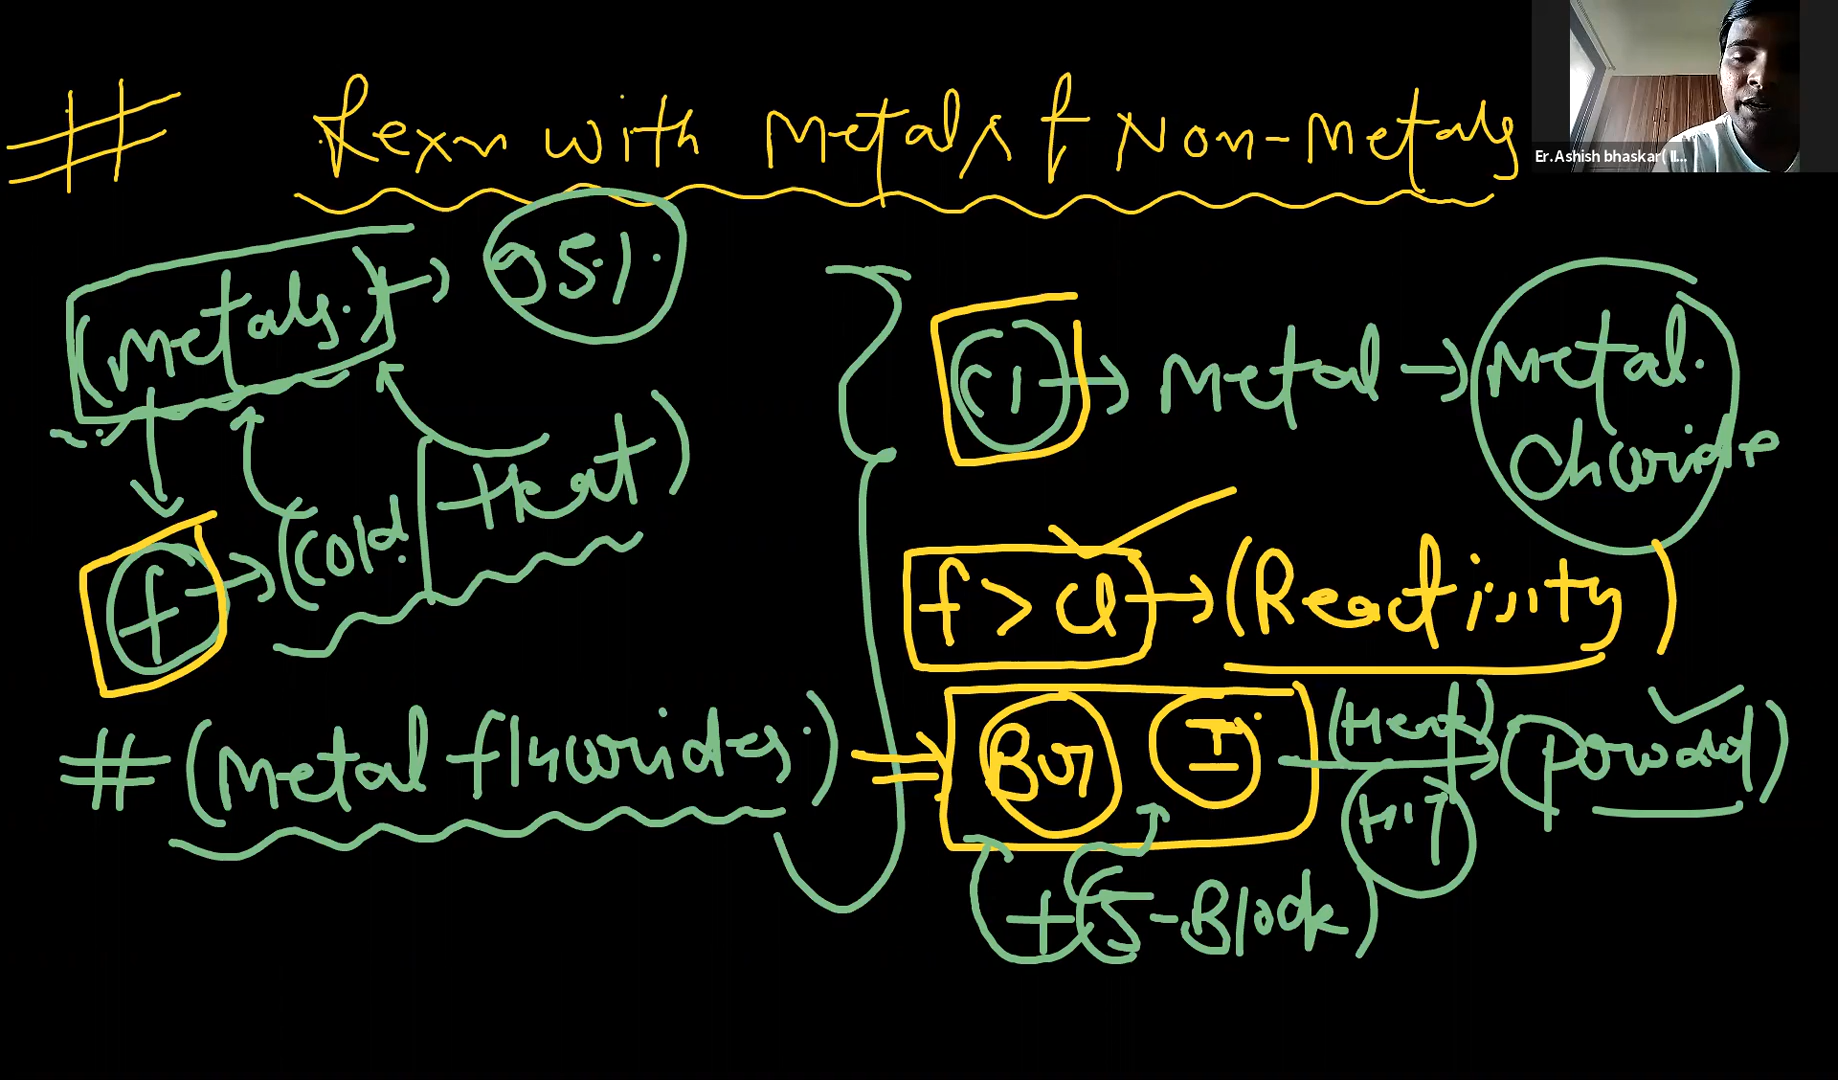 # Rexn with Metals & Non-Metals
Er.Ashish bhaskar( II...
(Metals.) → 95%.
F → (cold. | Heat)
# (Metal fluorides.)
Cl → Metal → Metal. Chloride
F > Cl → (Reactivity)
⇒ Br I. → (Heat) (Powder)
H.T
+ (S-Block)